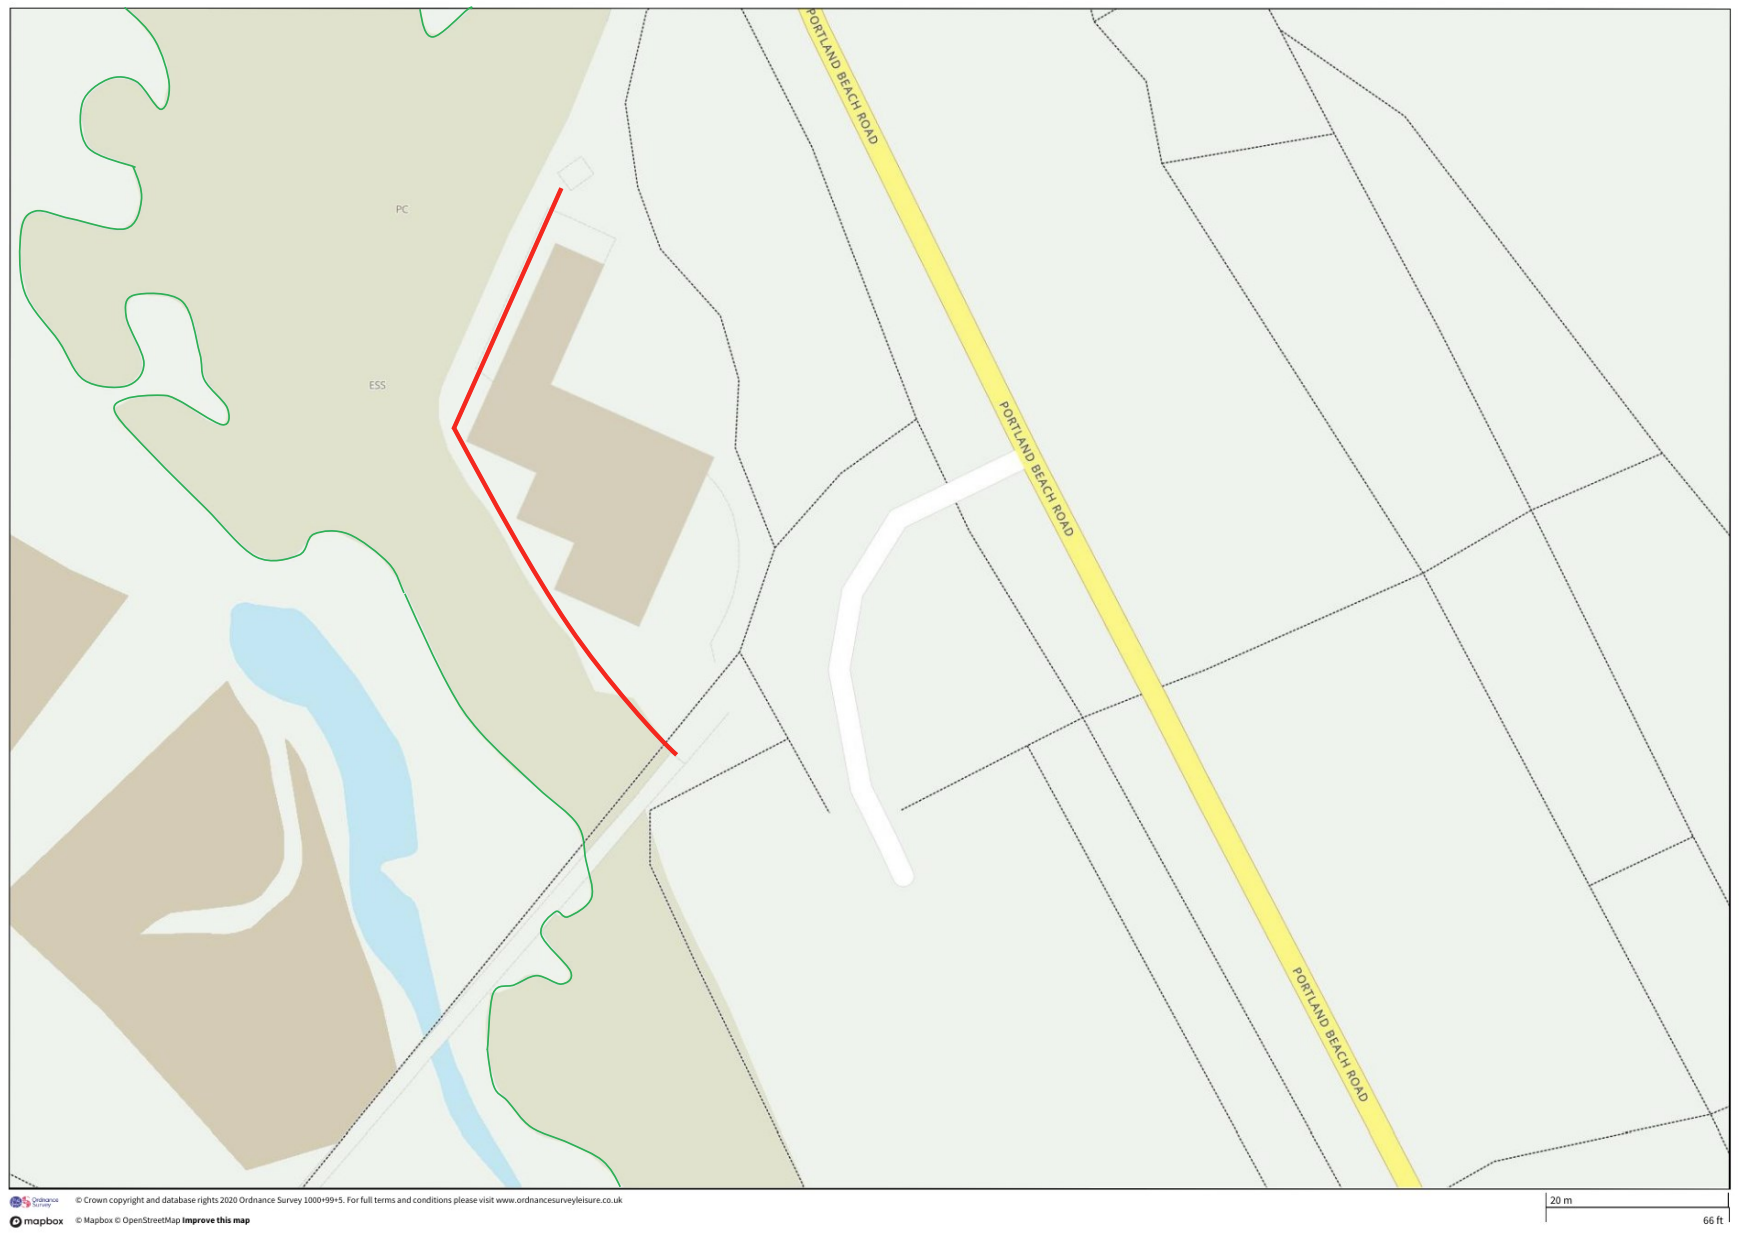 PORTLAND BEACH ROAD
PC
ESS
PORTLAND BEACH ROAD
PORTLAND BEACH ROAD
Ordnance
Survey
© Crown copyright and database rights 2020 Ordnance Survey 1000+99+5. For full terms and conditions please visit www.ordnancesurveyleisure.co.uk
20 m
mapbox
© Mapbox © OpenStreetMap Improve this map
66 ft